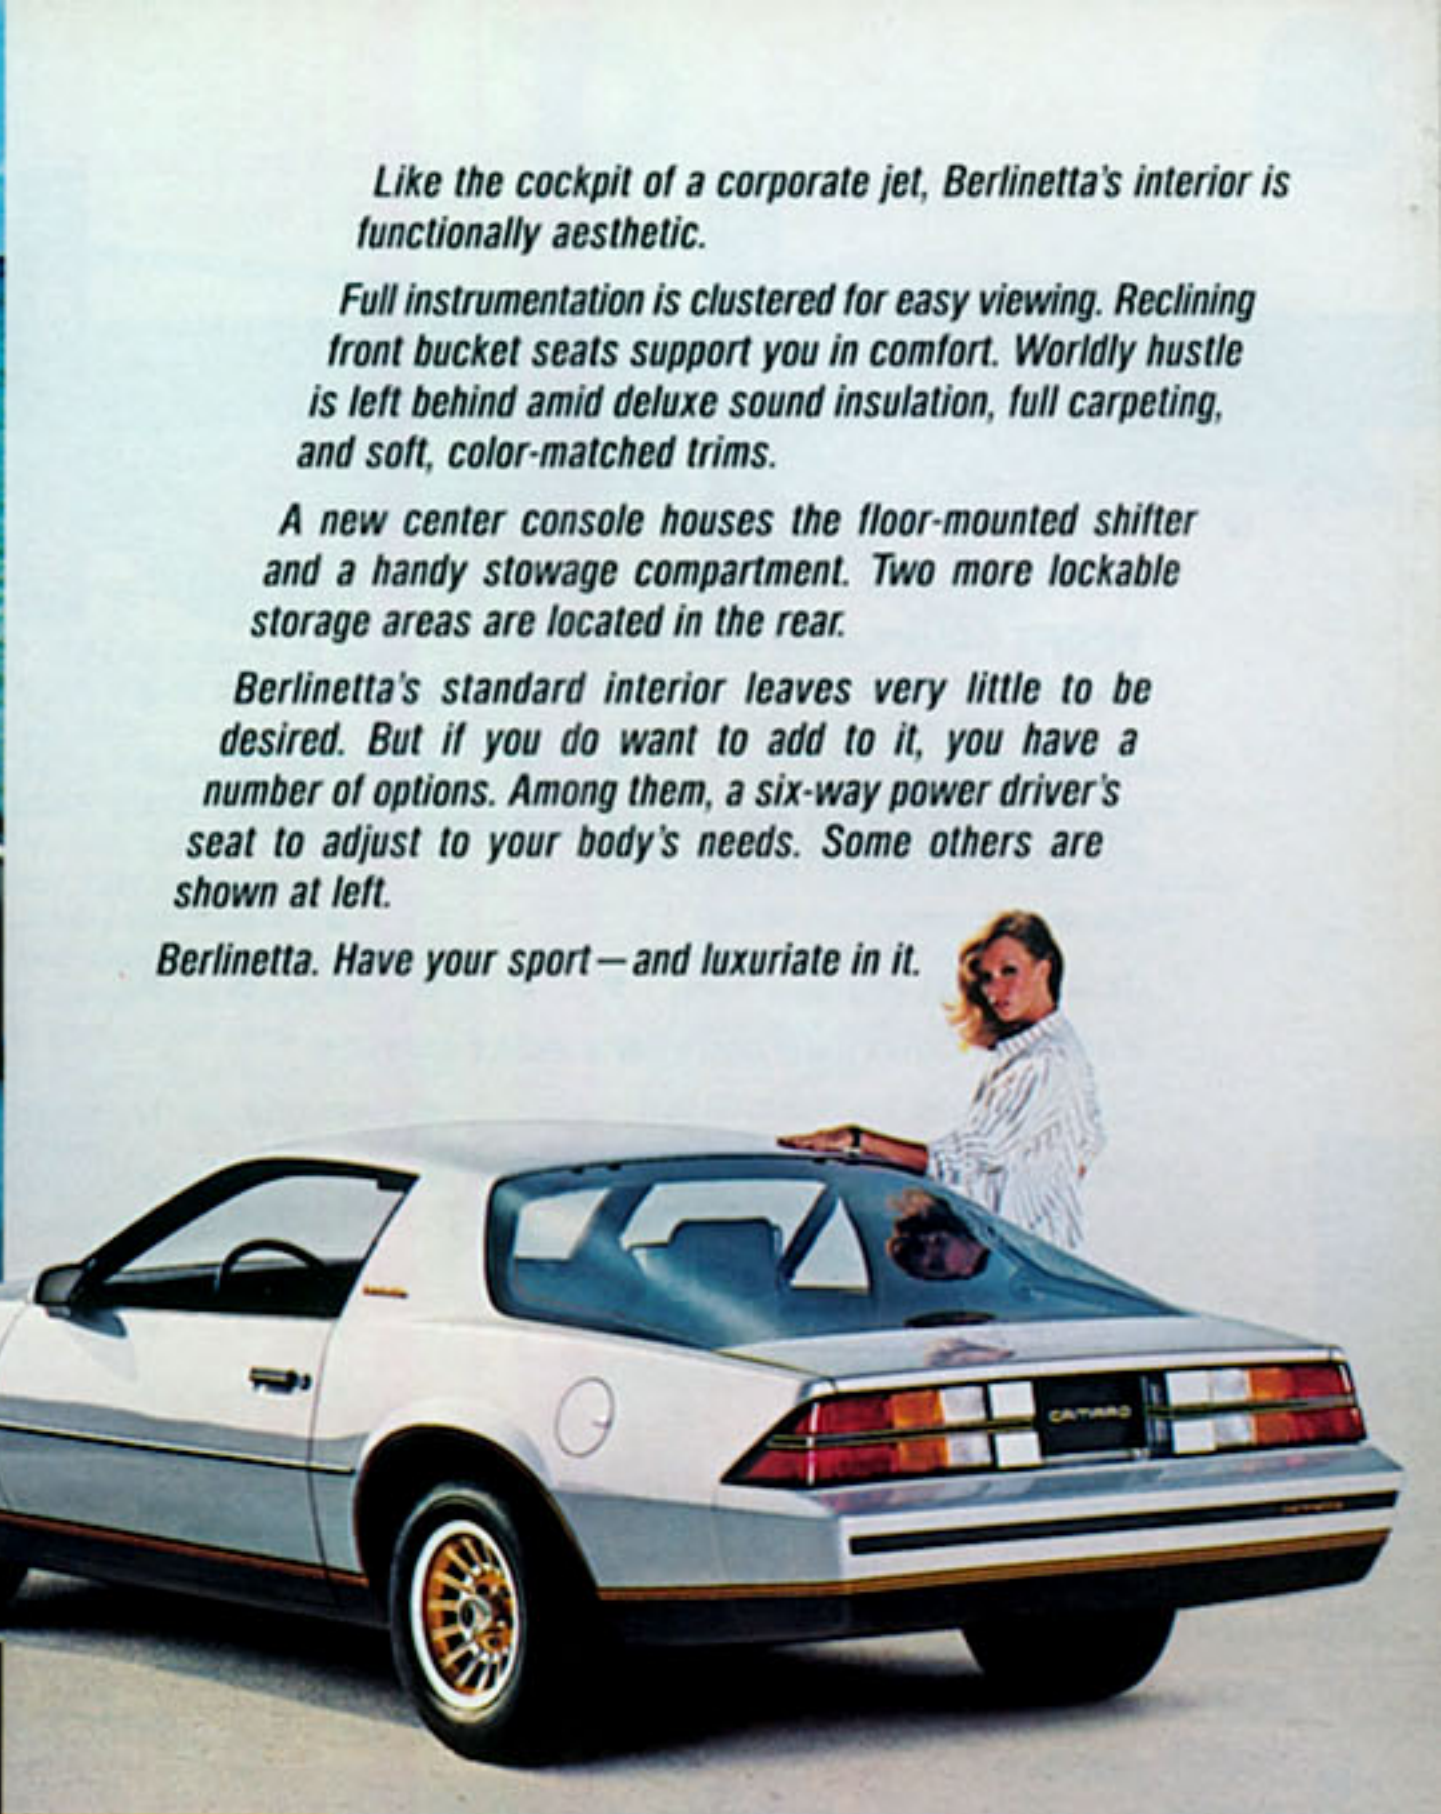 Like the cockpit of a corporate jet, Berlinetta's interior is
functionally aesthetic.
Full instrumentation is clustered for easy viewing. Reclining
front bucket seats support you in comfort. Worldly hustle
is left behind amid deluxe sound insulation, full carpeting,
and soft, color-matched trims.
A new center console houses the floor-mounted shifter
and a handy stowage compartment. Two more lockable
storage areas are located in the rear.
Berlinetta's standard interior leaves very little to be
desired. But if you do want to add to it, you have a
number of options. Among them, a six-way power driver's
seat to adjust to your body's needs. Some others are
shown at left.
Berlinetta. Have your sport—and luxuriate in it.
CAMARO